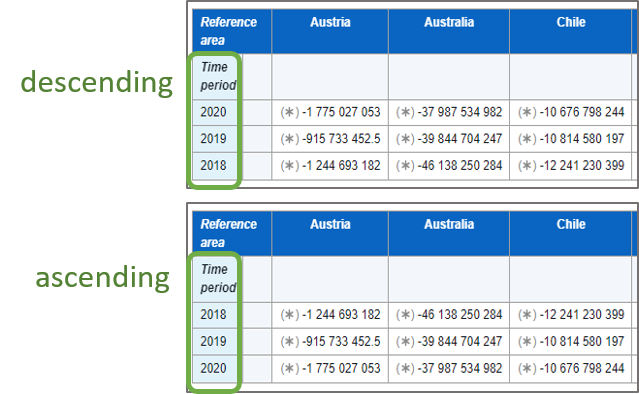 descending
Reference area Austria Australia Chile
Time period
2020 (∗) -1 775 027 053 (∗) -37 987 534 982 (∗) -10 676 798 244
2019 (∗) -915 733 452.5 (∗) -39 844 704 247 (∗) -10 814 580 197
2018 (∗) -1 244 693 182 (∗) -46 138 250 284 (∗) -12 241 230 399
ascending
Reference area Austria Australia Chile
Time period
2018 (∗) -1 244 693 182 (∗) -46 138 250 284 (∗) -12 241 230 399
2019 (∗) -915 733 452.5 (∗) -39 844 704 247 (∗) -10 814 580 197
2020 (∗) -1 775 027 053 (∗) -37 987 534 982 (∗) -10 676 798 244